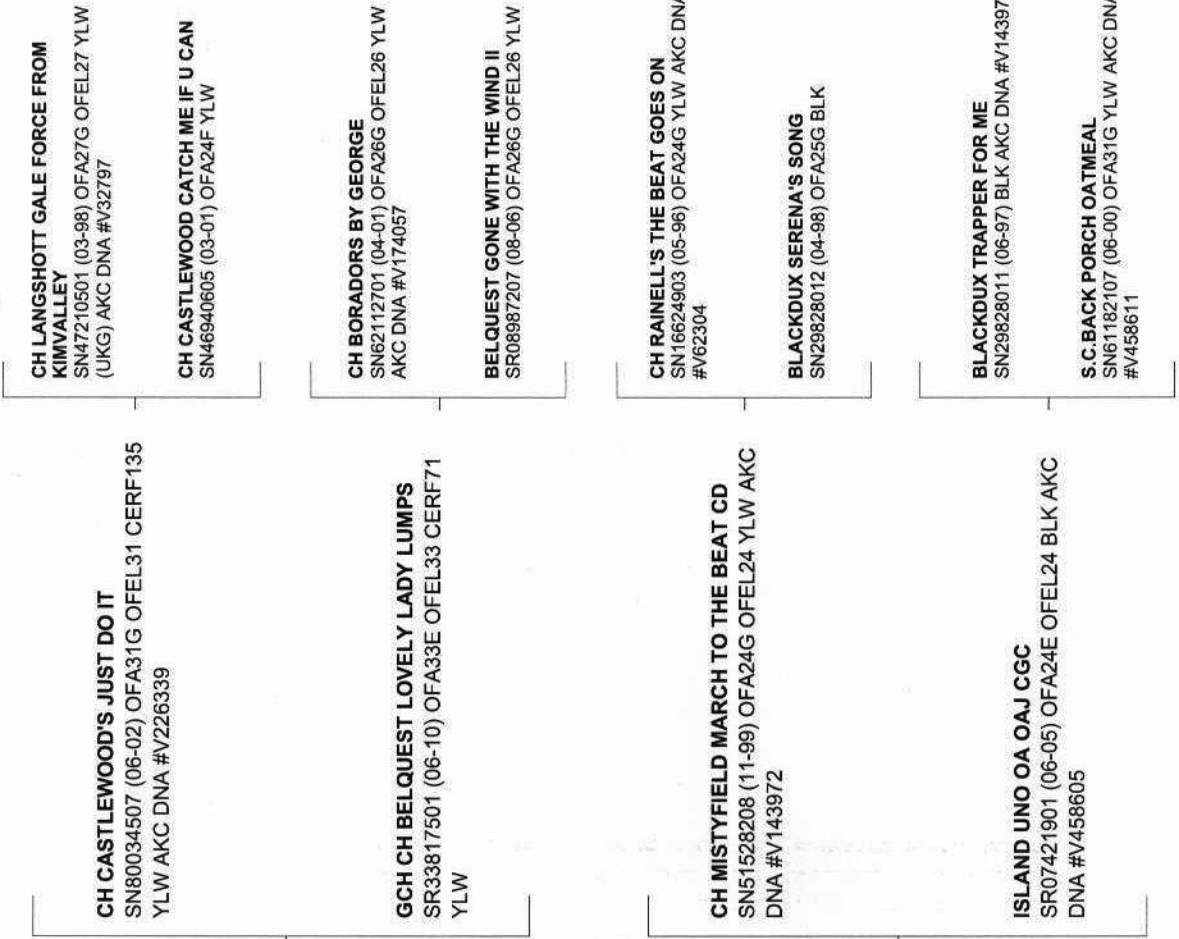 CH CASTLEWOOD'S JUST DO IT
SN80034507 (06-02) OFA31G OFEL31 CERF135
YLW AKC DNA #V226339
GCH CH BELQUEST LOVELY LADY LUMPS
SR33817501 (06-10) OFA33E OFEL33 CERF71
YLW
CH MISTYFIELD MARCH TO THE BEAT CD
SN51528208 (11-99) OFA24G OFEL24 YLW AKC
DNA #V143972
ISLAND UNO OA OAJ CGC
SR07421901 (06-05) OFA24E OFEL24 BLK AKC
DNA #V458605
CH LANGSHOTT GALE FORCE FROM
KIMVALLEY
SN47210501 (03-98) OFA27G OFEL27 YLW
(UKG) AKC DNA #V32797
CH CASTLEWOOD CATCH ME IF U CAN
SN46940605 (03-01) OFA24F YLW
CH BORADORS BY GEORGE
SN62112701 (04-01) OFA26G OFEL26 YLW
AKC DNA #V174057
BELQUEST GONE WITH THE WIND II
SR08987207 (08-06) OFA26G OFEL26 YLW
CH RAINELL'S THE BEAT GOES ON
SN16624903 (05-96) OFA24G YLW AKC DNA
#V62304
BLACKDUX SERENA'S SONG
SN29828012 (04-98) OFA25G BLK
BLACKDUX TRAPPER FOR ME
SN29828011 (06-97) BLK AKC DNA #V14397
S.C.BACK PORCH OATMEAL
SN61182107 (06-00) OFA31G YLW AKC DNA
#V458611